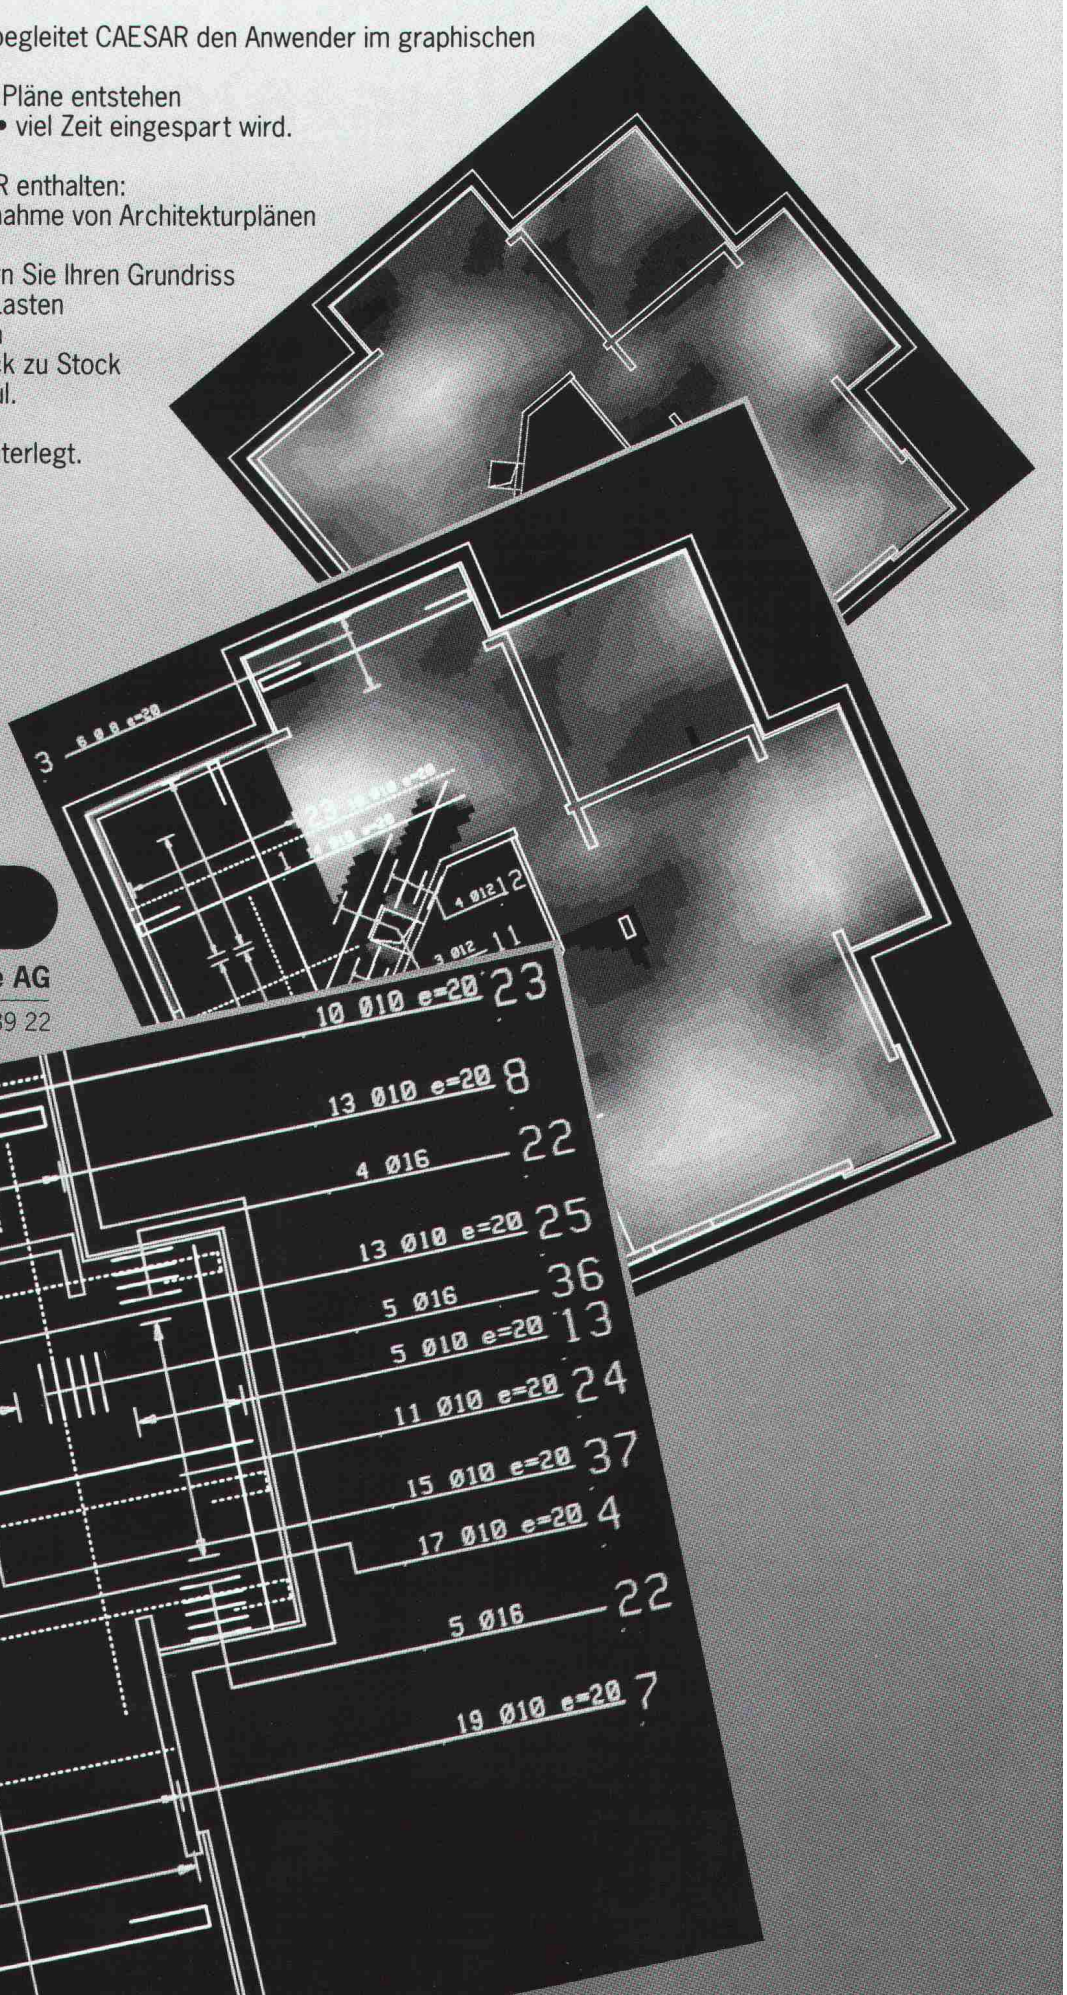 begleitet CAESAR den Anwender im graphischen
Pläne entstehen
• viel Zeit eingespart wird.
R enthalten:
nahme von Architekturplänen
n Sie Ihren Grundriss
Lasten
n
ck zu Stock
ul.
terlegt.
3
e=20
23
1
4 Ø12 12
3 Ø12 11
e AG
39 22
10 Ø10 e=20 23
13 Ø10 e=20 8
4 Ø16 22
13 Ø10 e=20 25
5 Ø16 36
5 Ø10 e=20 13
11 Ø10 e=20 24
15 Ø10 e=20 37
17 Ø10 e=20 4
5 Ø16 22
19 Ø10 e=20 7